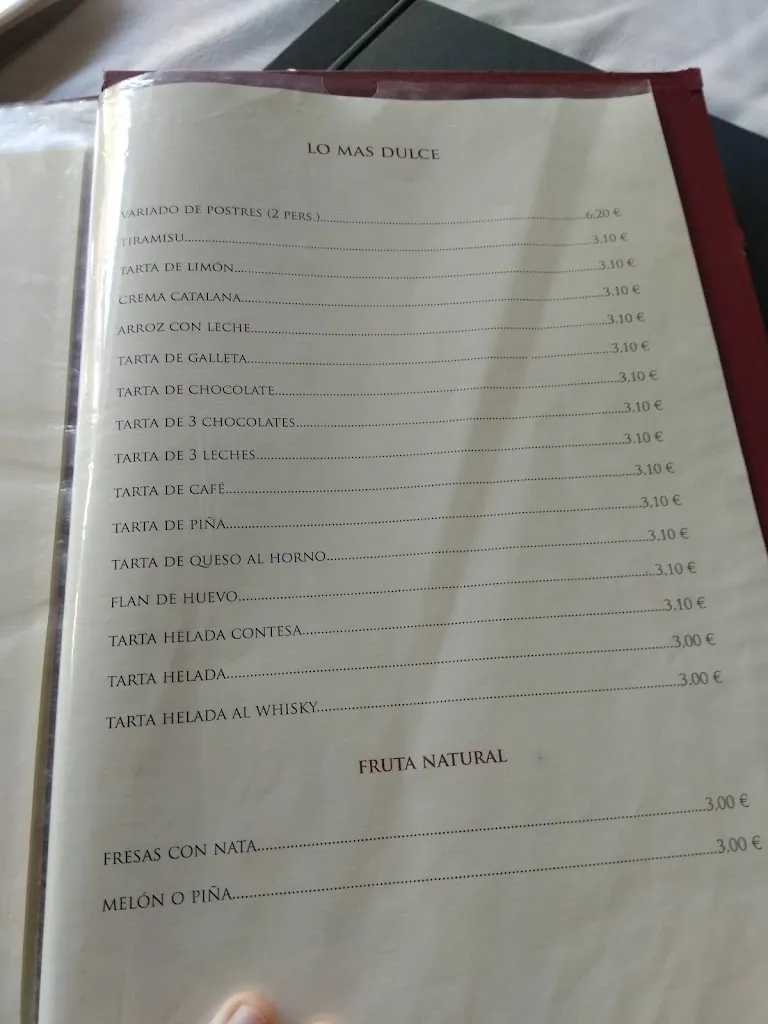 LO MAS DULCE
VARIADO DE POSTRES (2 PERS.)....................6,20 €
TIRAMISU....................3,10 €
TARTA DE LIMÓN....................3,10 €
CREMA CATALANA....................3,10 €
ARROZ CON LECHE....................3,10 €
TARTA DE GALLETA....................3,10 €
TARTA DE CHOCOLATE....................3,10 €
TARTA DE 3 CHOCOLATES....................3,10 €
TARTA DE 3 LECHES....................3,10 €
TARTA DE CAFÉ....................3,10 €
TARTA DE PIÑA....................3,10 €
TARTA DE QUESO AL HORNO....................3,10 €
FLAN DE HUEVO....................3,10 €
TARTA HELADA CONTESA....................3,10 €
TARTA HELADA....................3,00 €
TARTA HELADA AL WHISKY....................3,00 €
FRUTA NATURAL
FRESAS CON NATA....................3,00 €
MELÓN O PIÑA....................3,00 €